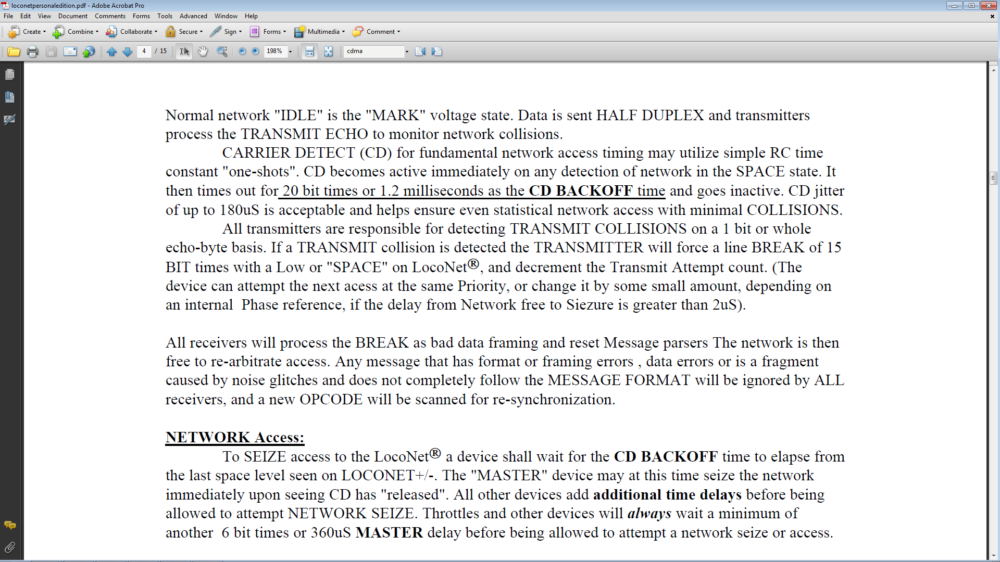 loconetpersonaledition.pdf - Adobe Acrobat Pro
File Edit View Document Comments Forms Tools Advanced Window Help
Create Combine Collaborate Secure Sign Forms Multimedia Comment
4 / 15 198% cdma
Normal network "IDLE" is the "MARK" voltage state. Data is sent HALF DUPLEX and transmitters
process the TRANSMIT ECHO to monitor network collisions.
CARRIER DETECT (CD) for fundamental network access timing may utilize simple RC time
constant "one-shots". CD becomes active immediately on any detection of network in the SPACE state. It
then times out for 20 bit times or 1.2 milliseconds as the CD BACKOFF time and goes inactive. CD jitter
of up to 180uS is acceptable and helps ensure even statistical network access with minimal COLLISIONS.
All transmitters are responsible for detecting TRANSMIT COLLISIONS on a 1 bit or whole
echo-byte basis. If a TRANSMIT collision is detected the TRANSMITTER will force a line BREAK of 15
BIT times with a Low or "SPACE" on LocoNet®, and decrement the Transmit Attempt count. (The
device can attempt the next acess at the same Priority, or change it by some small amount, depending on
an internal  Phase reference, if the delay from Network free to Siezure is greater than 2uS).
All receivers will process the BREAK as bad data framing and reset Message parsers The network is then
free to re-arbitrate access. Any message that has format or framing errors , data errors or is a fragment
caused by noise glitches and does not completely follow the MESSAGE FORMAT will be ignored by ALL
receivers, and a new OPCODE will be scanned for re-synchronization.
NETWORK Access:
To SEIZE access to the LocoNet® a device shall wait for the CD BACKOFF time to elapse from
the last space level seen on LOCONET+/-. The "MASTER" device may at this time seize the network
immediately upon seeing CD has "released". All other devices add additional time delays before being
allowed to attempt NETWORK SEIZE. Throttles and other devices will always wait a minimum of
another  6 bit times or 360uS MASTER delay before being allowed to attempt a network seize or access.